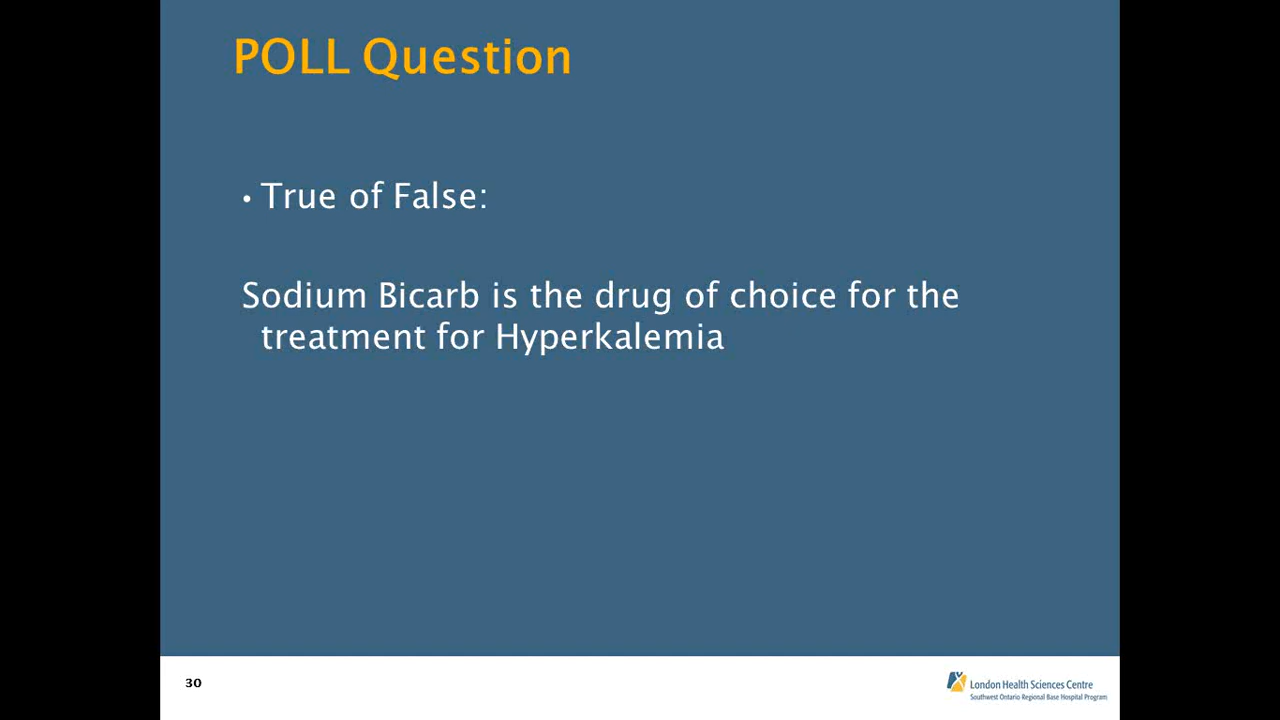 POLL Question
• True of False:
Sodium Bicarb is the drug of choice for the
treatment for Hyperkalemia
30
London Health Sciences Centre
Southwest Ontario Regional Base Hospital Program